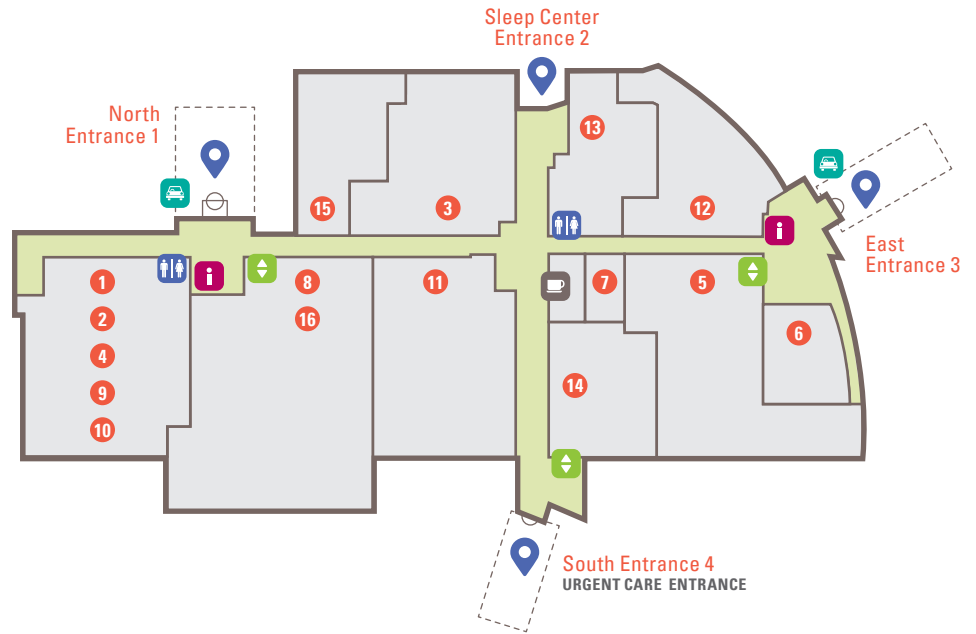 Sleep Center
Entrance 2
North
Entrance 1
13
15
3
12
East
Entrance 3
1
8
11
7
5
2
16
6
4
14
9
10
South Entrance 4
URGENT CARE ENTRANCE